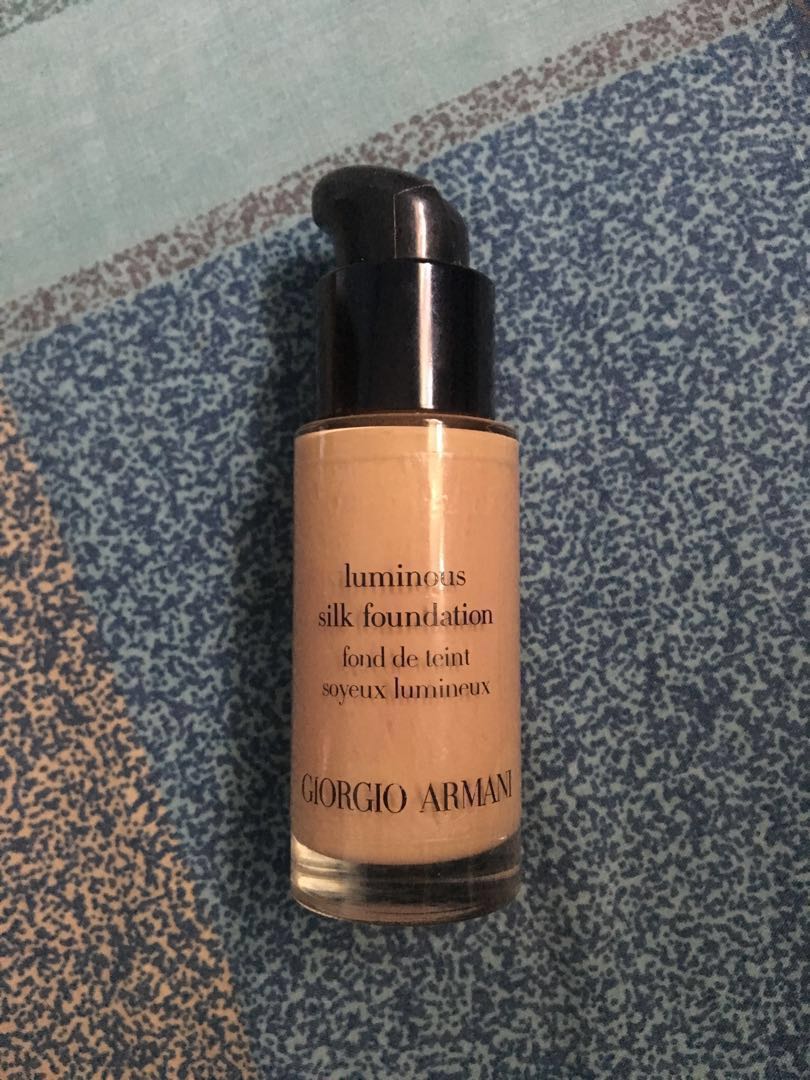 luminous
silk foundation
fond de teint
soyeux lumineux
GIORGIO ARMANI